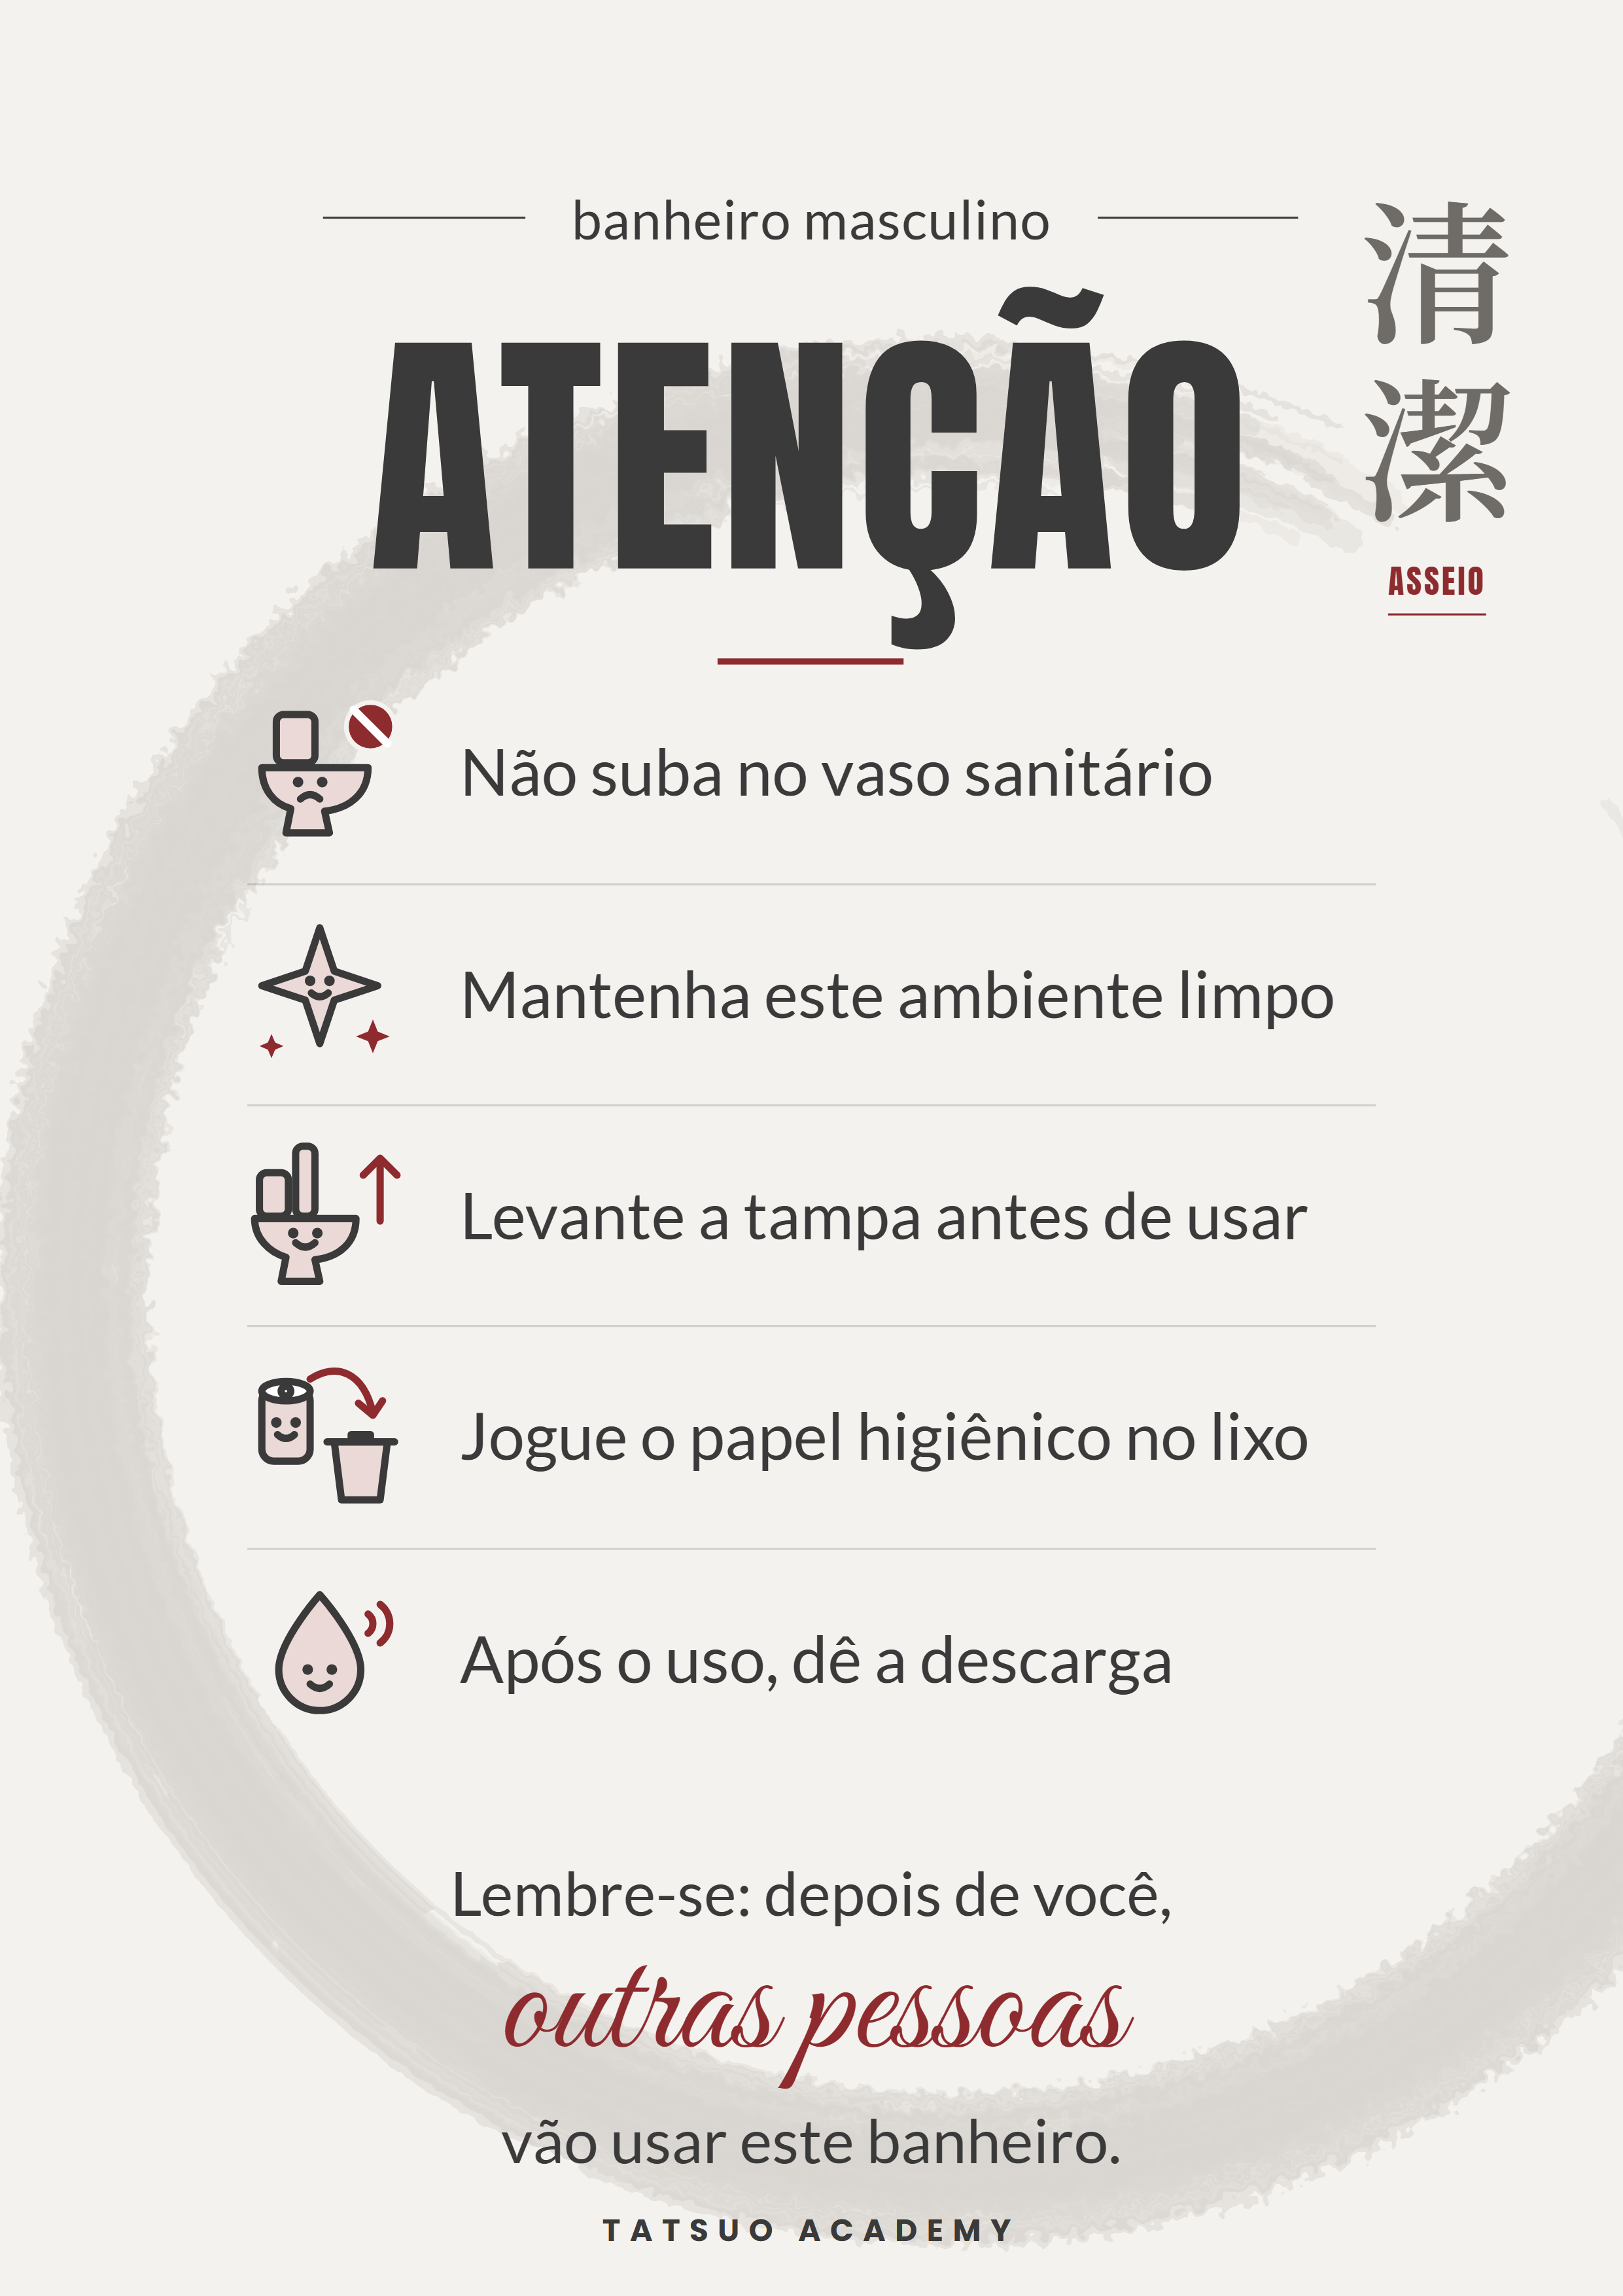 banheiro masculino
ATENÇÃO
清潔
ASSEIO
Não suba no vaso sanitário
Mantenha este ambiente limpo
Levante a tampa antes de usar
Jogue o papel higiênico no lixo
Após o uso, dê a descarga
Lembre-se: depois de você,
outras pessoas
vão usar este banheiro.
TATSUO ACADEMY